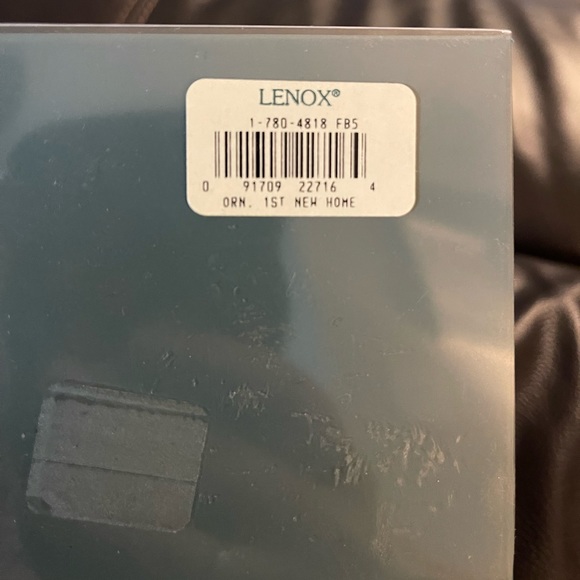 LENOX®
1-780-4818 FB5
0 91709 22716 4
ORN. 1ST NEW HOME